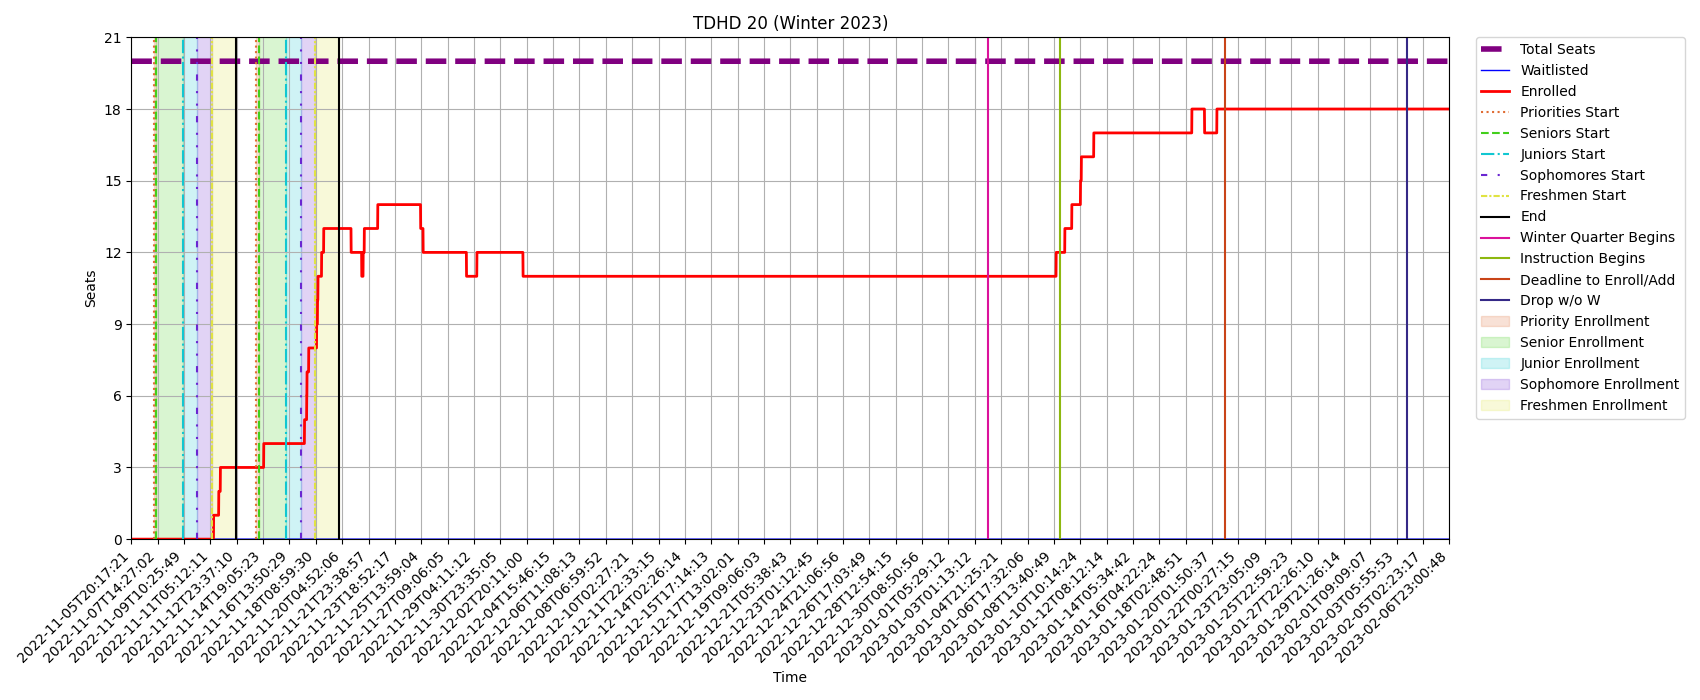 TDHD 20 (Winter 2023)
21
18
15
12
9
6
3
0
Seats
2022-11-05T20:17:21
2022-11-07T14:27:02
2022-11-09T10:25:49
2022-11-11T05:12:11
2022-11-12T23:37:10
2022-11-14T19:05:23
2022-11-16T13:50:29
2022-11-18T08:59:30
2022-11-20T04:52:06
2022-11-21T23:38:57
2022-11-23T18:52:17
2022-11-25T13:59:04
2022-11-27T09:06:05
2022-11-29T04:11:12
2022-11-30T23:35:05
2022-12-02T20:11:00
2022-12-04T15:46:15
2022-12-06T11:08:13
2022-12-08T06:59:52
2022-12-10T02:27:21
2022-12-11T22:33:15
2022-12-14T02:26:14
2022-12-15T17:14:13
2022-12-17T13:02:01
2022-12-19T09:06:03
2022-12-21T05:38:43
2022-12-23T01:12:45
2022-12-24T21:06:56
2022-12-26T17:03:49
2022-12-28T12:54:15
2022-12-30T08:50:56
2023-01-01T05:29:12
2023-01-03T01:13:12
2023-01-04T21:25:21
2023-01-06T17:32:06
2023-01-08T13:40:49
2023-01-10T10:14:24
2023-01-12T08:12:14
2023-01-14T05:34:42
2023-01-16T04:22:24
2023-01-18T02:48:51
2023-01-20T01:50:37
2023-01-22T00:27:15
2023-01-23T23:05:09
2023-01-25T22:59:23
2023-01-27T22:26:10
2023-01-29T21:26:14
2023-02-01T09:09:07
2023-02-03T05:55:53
2023-02-05T02:23:17
2023-02-06T23:00:48
Time
Total Seats
Waitlisted
Enrolled
Priorities Start
Seniors Start
Juniors Start
Sophomores Start
Freshmen Start
End
Winter Quarter Begins
Instruction Begins
Deadline to Enroll/Add
Drop w/o W
Priority Enrollment
Senior Enrollment
Junior Enrollment
Sophomore Enrollment
Freshmen Enrollment